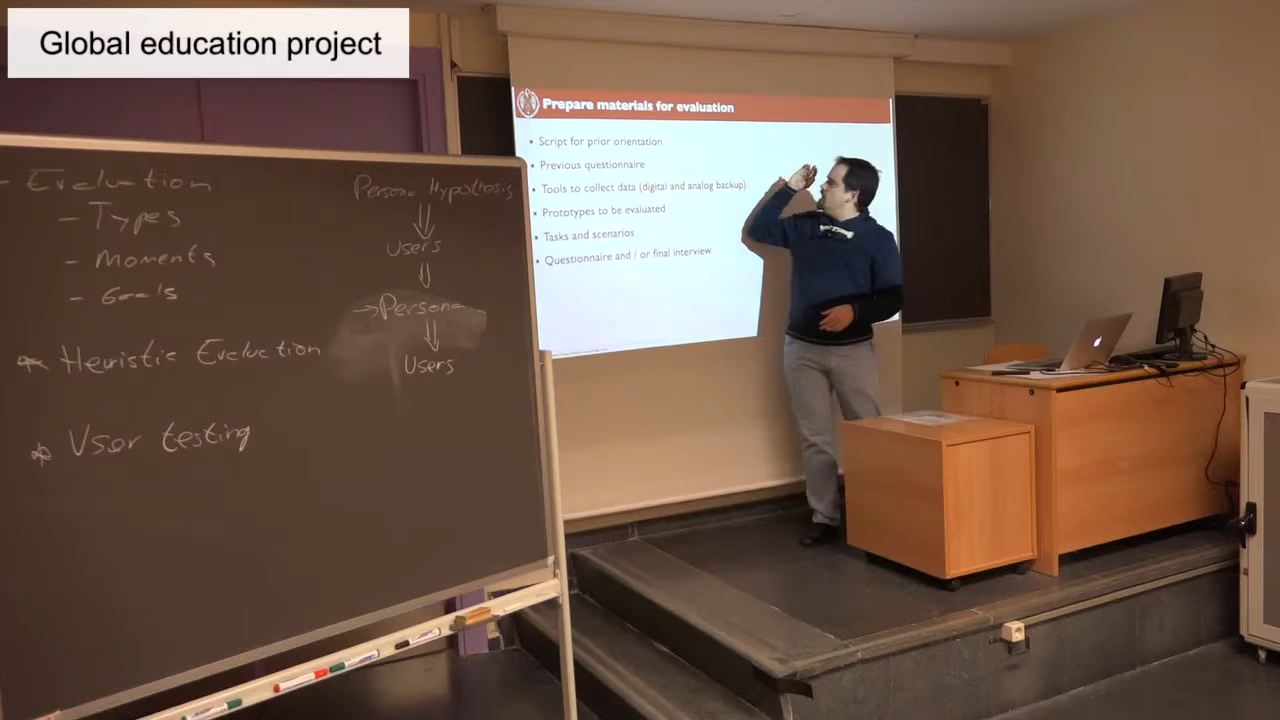 Global education project
Prepare materials for evaluation
• Script for prior orientation
• Previous questionnaire
• Tools to collect data (digital and analog backup)
• Prototypes to be evaluated
• Tasks and scenarios
• Questionnaire and / or final interview
- Evaluation
- Types
- Moments
- Goals
* Heuristic Evaluation
* User testing
Persona Hypothesis
Users
→ Persona
Users